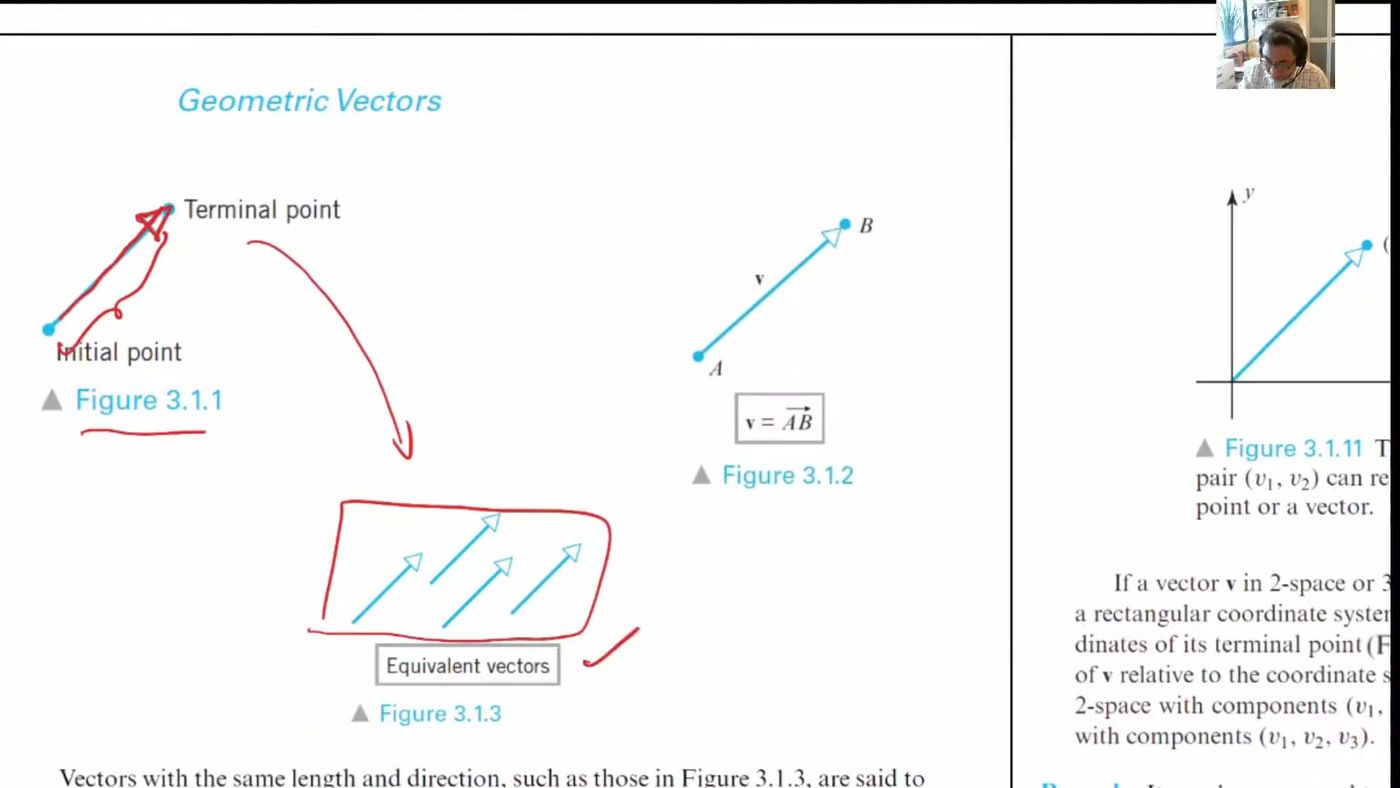 Geometric Vectors
Terminal point
Initial point
▲ Figure 3.1.1
B
v
A
v = AB
▲ Figure 3.1.2
Equivalent vectors
▲ Figure 3.1.3
Vectors with the same length and direction, such as those in Figure 3.1.3, are said to
y
(
▲ Figure 3.1.11 T
pair (v₁, v₂) can re
point or a vector.
If a vector v in 2-space or 3
a rectangular coordinate system
dinates of its terminal point (F
of v relative to the coordinate s
2-space with components (v₁,
with components (v₁, v₂, v₃).